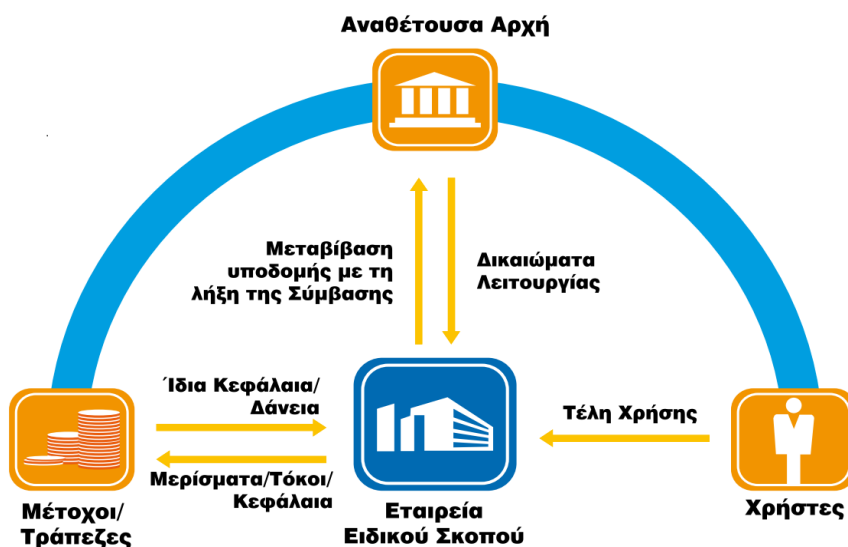 Αναθέτουσα Αρχή
Μεταβίβαση
υποδομής με τη
λήξη της Σύμβασης
Δικαιώματα
Λειτουργίας
Ίδια Κεφάλαια/
Δάνεια
Τέλη Χρήσης
Μερίσματα/Τόκοι/
Κεφάλαια
Μέτοχοι/
Τράπεζες
Εταιρεία
Ειδικού Σκοπού
Χρήστες